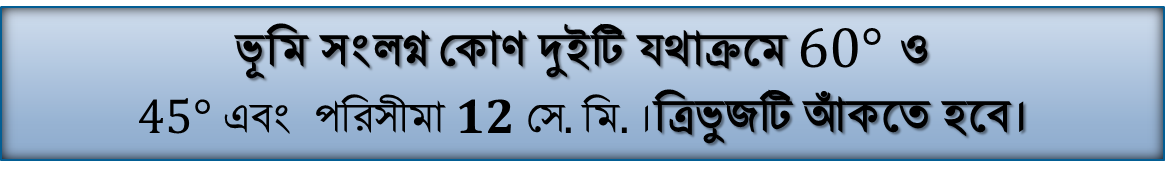 ভূমি সংলগ্ন কোণ দুইটি যথাক্রমে 60° ও
45° এবং পরিসীমা 12 সে. মি. ।ত্রিভুজটি আঁকতে হবে।